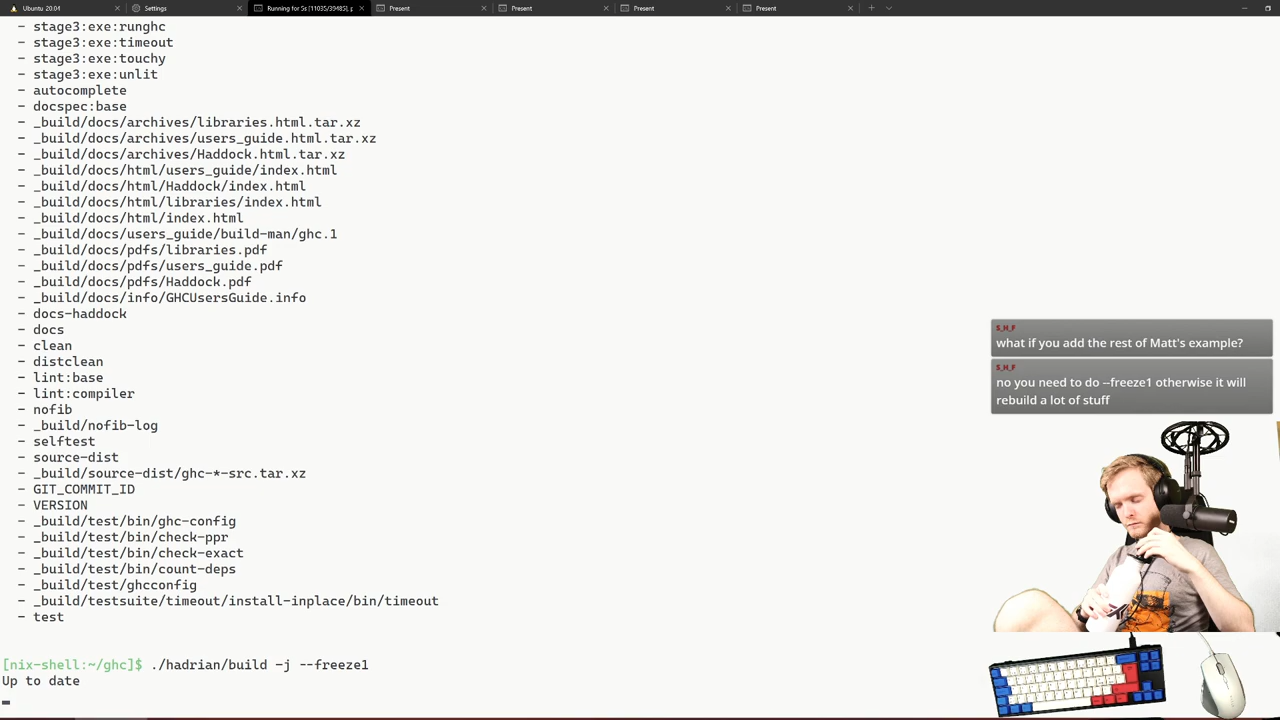 Ubuntu 20.04
Settings
Running for 5s [11035/39485], p
Present
Present
Present
Present
- stage3:exe:runghc
- stage3:exe:timeout
- stage3:exe:touchy
- stage3:exe:unlit
- autocomplete
- docspec:base
- _build/docs/archives/libraries.html.tar.xz
- _build/docs/archives/users_guide.html.tar.xz
- _build/docs/archives/Haddock.html.tar.xz
- _build/docs/html/users_guide/index.html
- _build/docs/html/Haddock/index.html
- _build/docs/html/libraries/index.html
- _build/docs/html/index.html
- _build/docs/users_guide/build-man/ghc.1
- _build/docs/pdfs/libraries.pdf
- _build/docs/pdfs/users_guide.pdf
- _build/docs/pdfs/Haddock.pdf
- _build/docs/info/GHCUsersGuide.info
- docs-haddock
- docs
- clean
- distclean
- lint:base
- lint:compiler
- nofib
- _build/nofib-log
- selftest
- source-dist
- _build/source-dist/ghc-*-src.tar.xz
- GIT_COMMIT_ID
- VERSION
- _build/test/bin/ghc-config
- _build/test/bin/check-ppr
- _build/test/bin/check-exact
- _build/test/bin/count-deps
- _build/test/ghcconfig
- _build/testsuite/timeout/install-inplace/bin/timeout
- test
[nix-shell:~/ghc]$ ./hadrian/build -j --freeze1
Up to date
S_H_F
what if you add the rest of Matt's example?
S_H_F
no you need to do --freeze1 otherwise it will
rebuild a lot of stuff